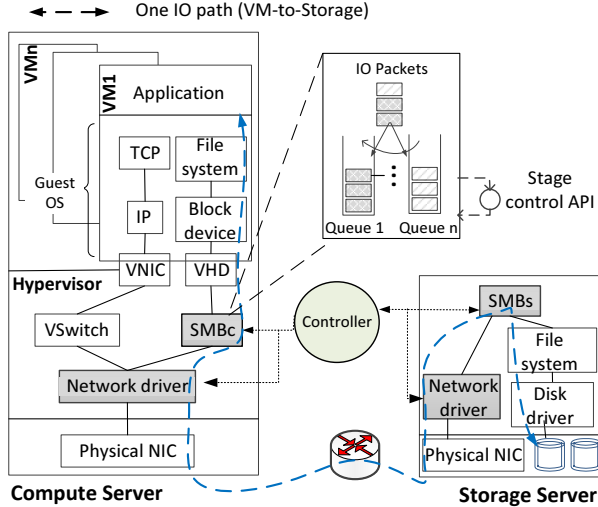 One IO path (VM-to-Storage)
VMn
VM1
Application
IO Packets
TCP
File
system
Guest
OS
IP
Block
device
Queue 1
Queue n
Stage
control API
VNIC
VHD
Hypervisor
VSwitch
SMBc
Controller
SMBs
File
system
Network driver
Network
driver
Disk
driver
Physical NIC
Physical NIC
Compute Server
Storage Server